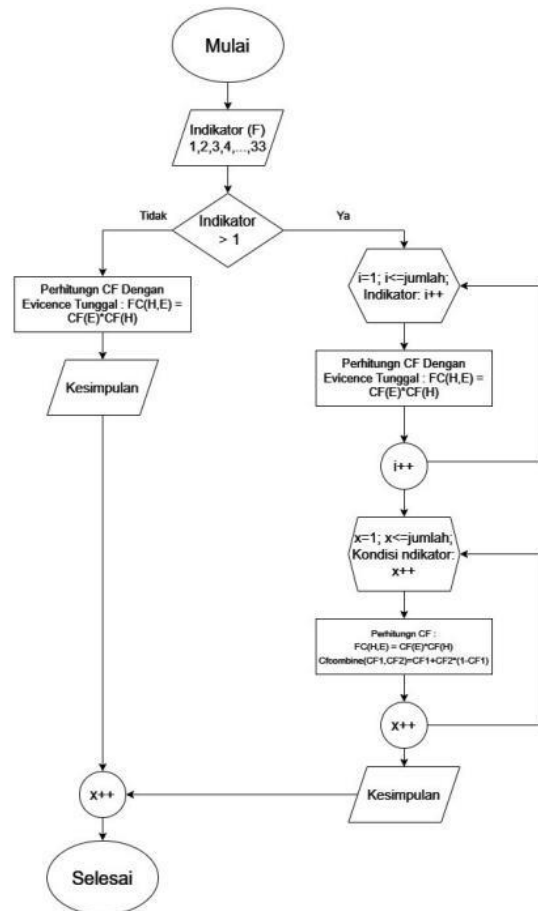 Mulai
Indikator (F)
1,2,3,4,...,33
Tidak
Indikator
> 1
Ya
Perhitungn CF Dengan
Evicence Tunggal : FC(H,E) =
CF(E)*CF(H)
Kesimpulan
i=1; i<=jumlah;
Indikator: i++
Perhitungn CF Dengan
Evicence Tunggal : FC(H,E) =
CF(E)*CF(H)
i++
x=1; x<=jumlah;
Kondisi ndikator:
x++
Perhitungn CF :
FC(H,E) = CF(E)*CF(H)
Cfcombine(CF1,CF2)=CF1+CF2*(1-CF1)
x++
Kesimpulan
x++
Selesai